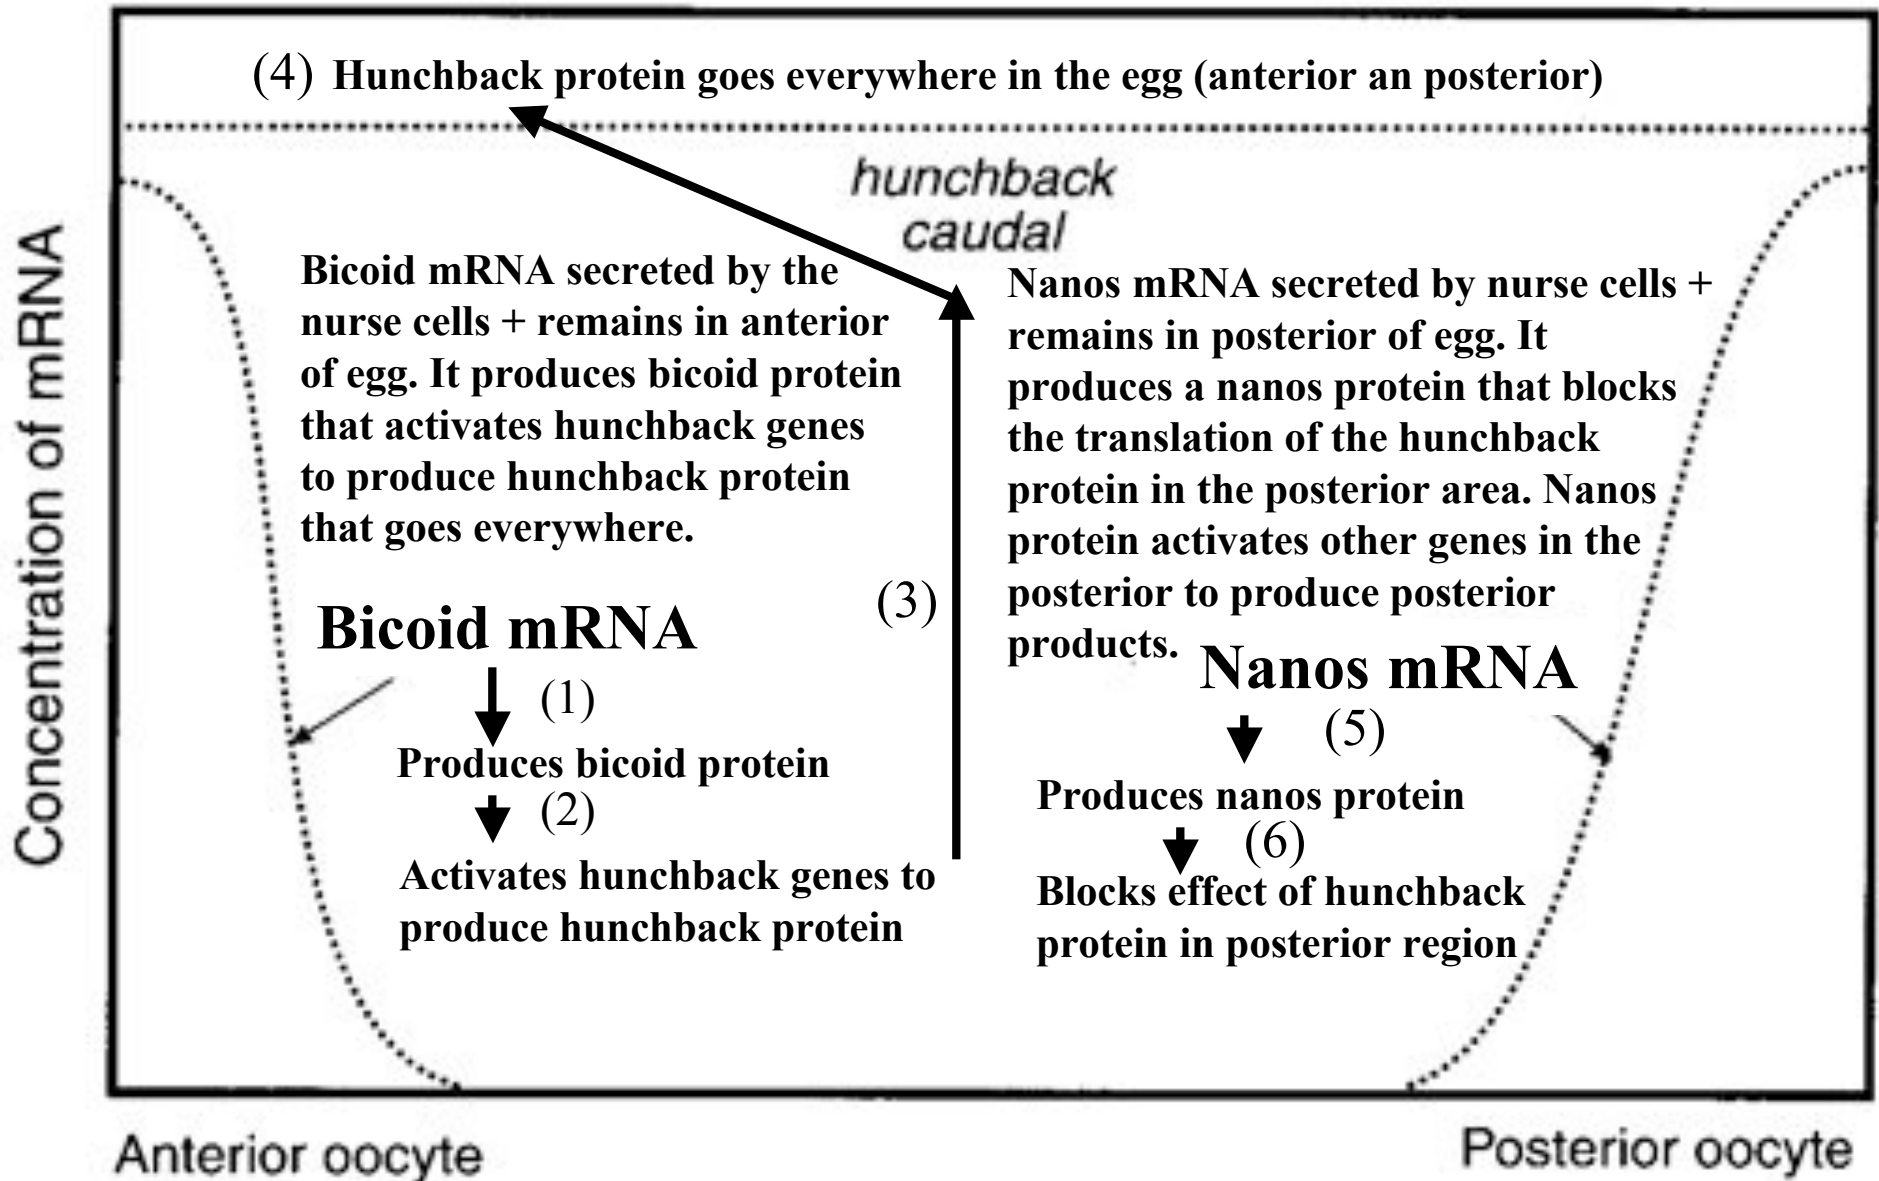 (4) Hunchback protein goes everywhere in the egg (anterior an posterior)
hunchback
caudal
Concentration of mRNA
Bicoid mRNA secreted by the
nurse cells + remains in anterior
of egg. It produces bicoid protein
that activates hunchback genes
to produce hunchback protein
that goes everywhere.
Bicoid mRNA
(1)
Produces bicoid protein
(2)
Activates hunchback genes to
produce hunchback protein
(3)
Nanos mRNA secreted by nurse cells +
remains in posterior of egg. It
produces a nanos protein that blocks
the translation of the hunchback
protein in the posterior area. Nanos
protein activates other genes in the
posterior to produce posterior
products.
Nanos mRNA
(5)
Produces nanos protein
(6)
Blocks effect of hunchback
protein in posterior region
Anterior oocyte
Posterior oocyte